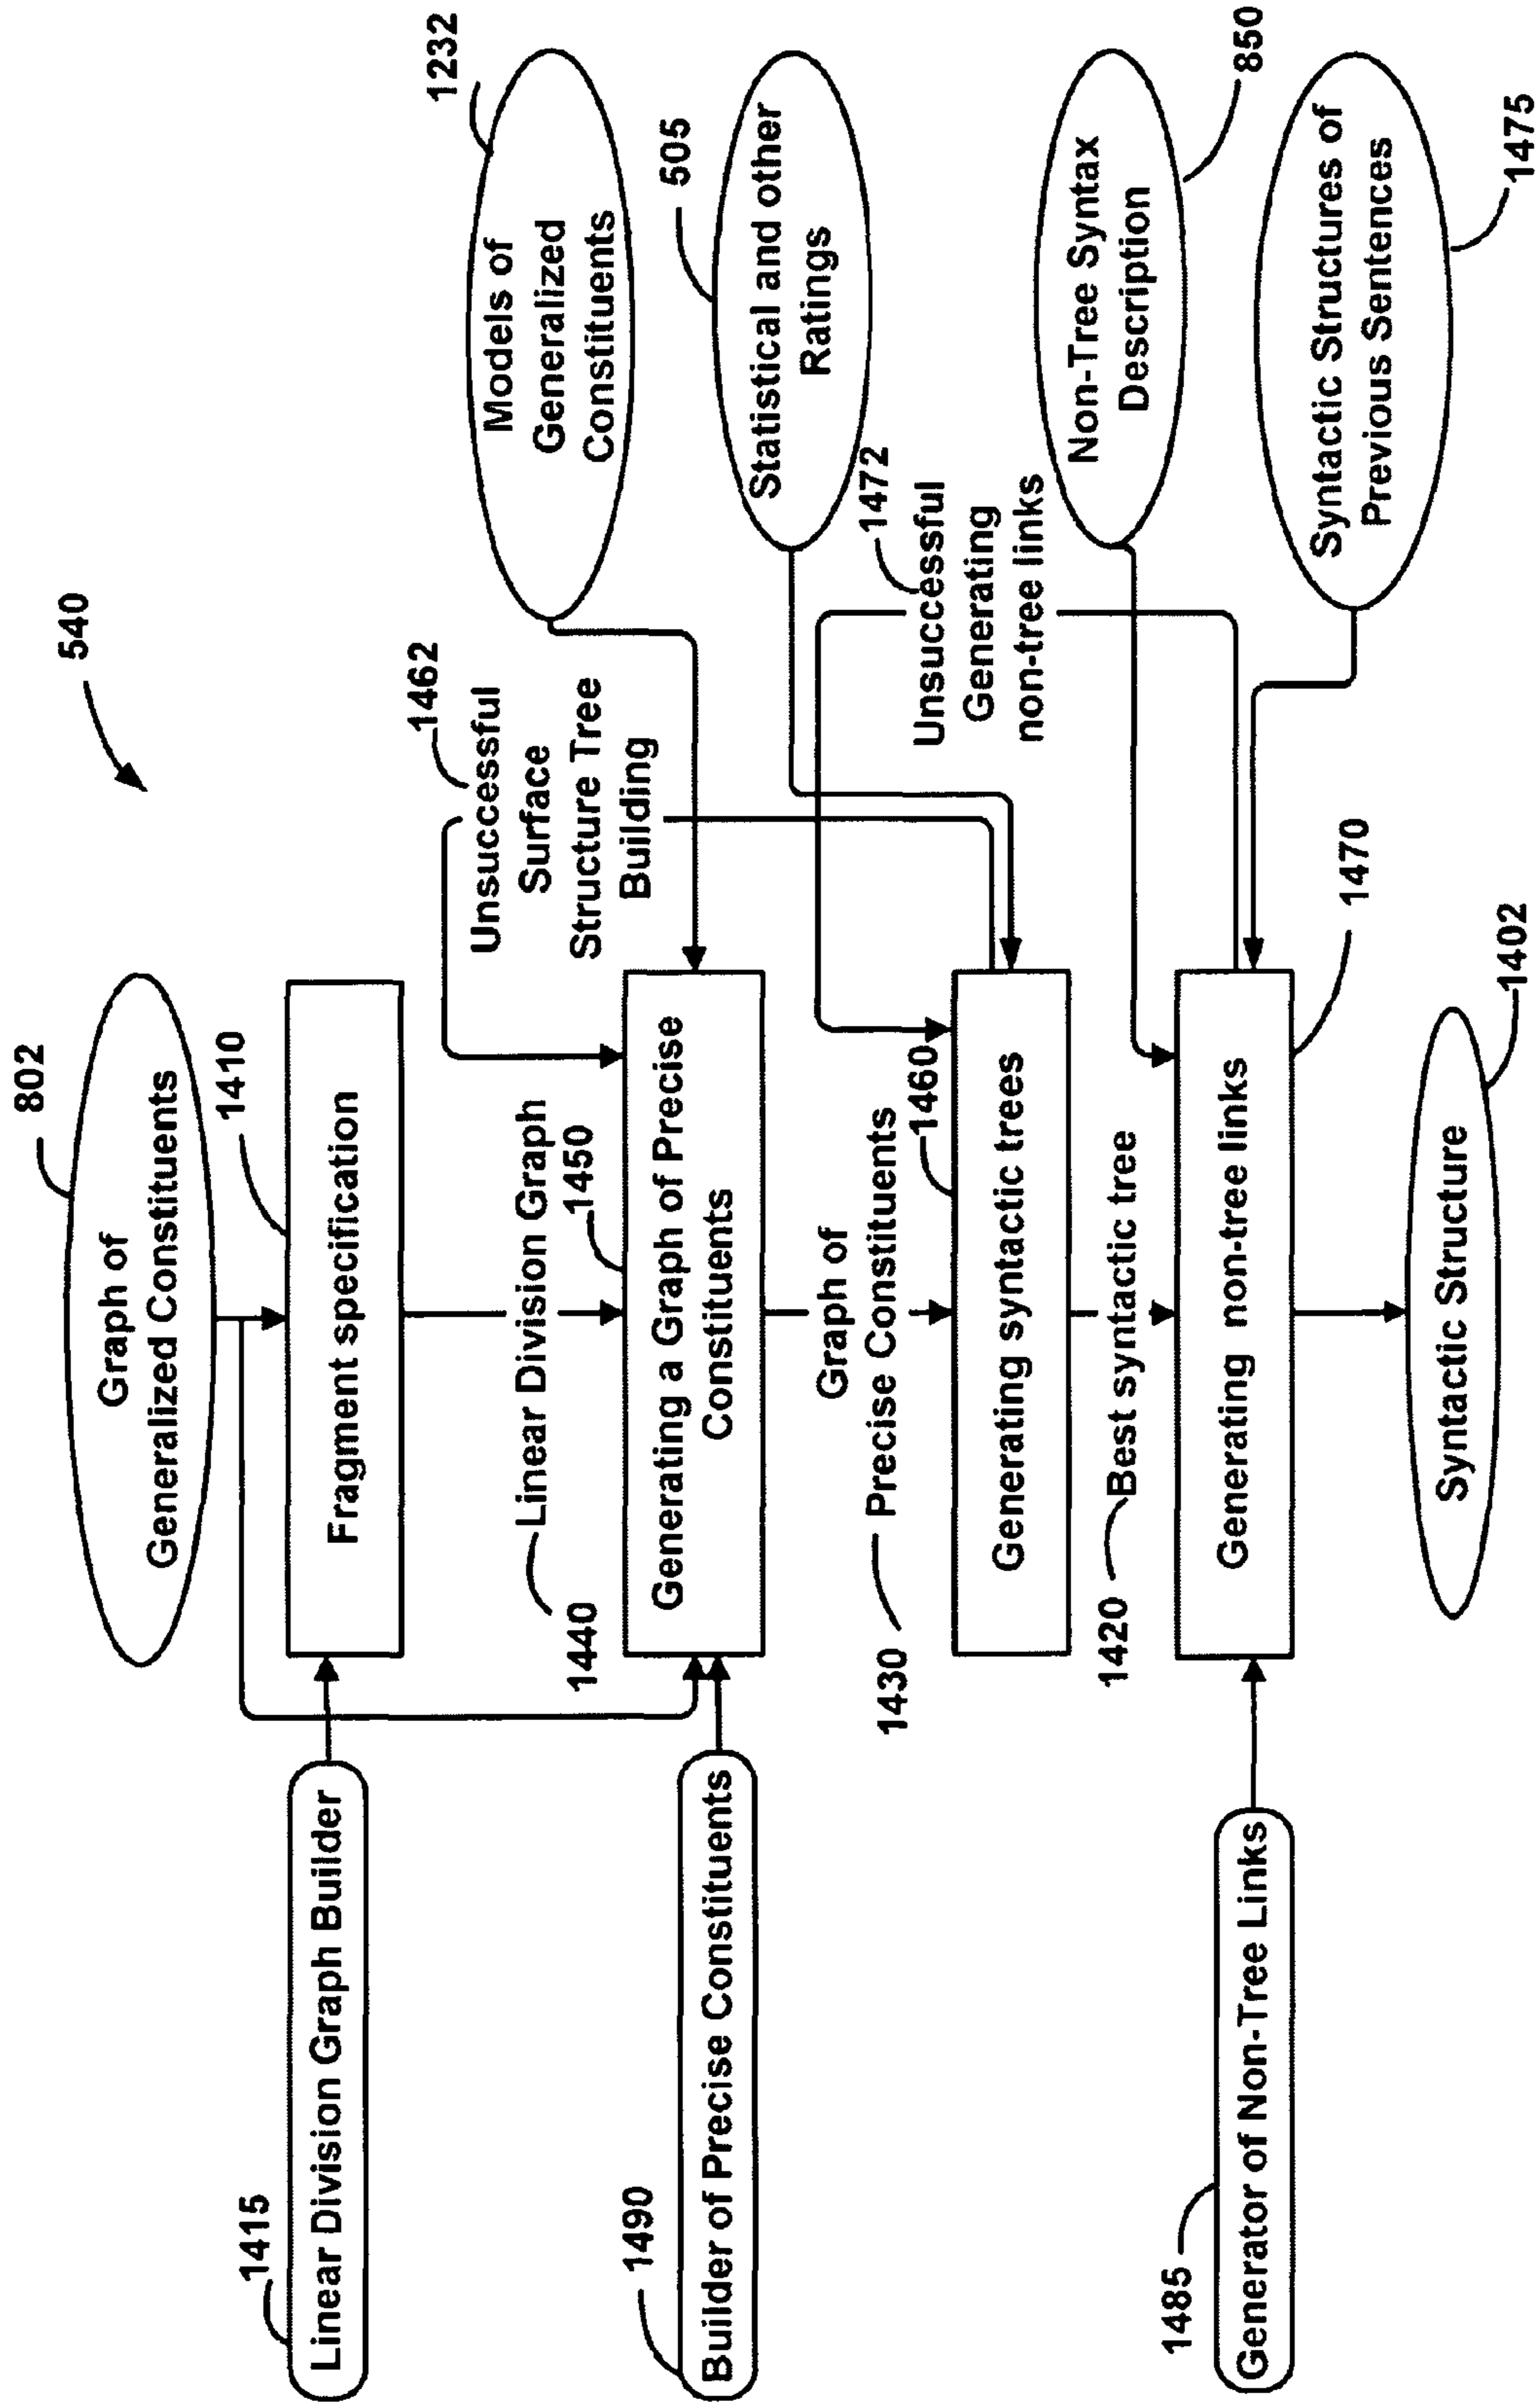 540
802
Graph of
Generalized Constituents
1410
Fragment specification
1415
Linear Division Graph Builder
1440
Linear Division Graph
1462
Unsuccessful
Surface
Structure Tree
Building
1232
Models of
Generalized
Constituents
1450
Generating a Graph of Precise
Constituents
1490
Builder of Precise Constituents
505
Statistical and other
Ratings
1430
Graph of
Precise Constituents
1472
Unsuccessful
Generating
non-tree links
1460
Generating syntactic trees
850
Non-Tree Syntax
Description
1420
Best syntactic tree
1470
Generating non-tree links
1485
Generator of Non-Tree Links
1475
Syntactic Structures of
Previous Sentences
1402
Syntactic Structure